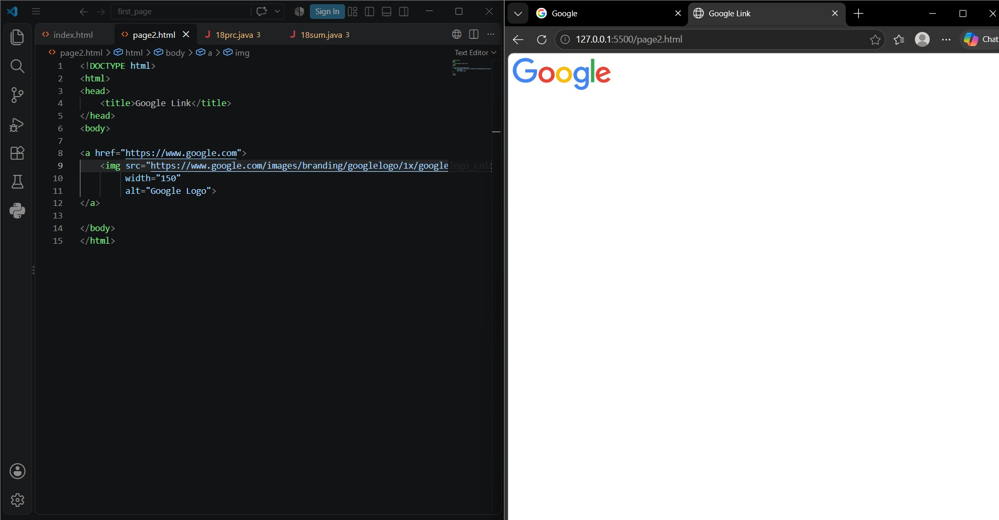 first_page
Sign In
index.html
page2.html
18prc.java 3
18sum.java 3
page2.html > html > body > a > img
Text Editor
1 <!DOCTYPE html>
2 <html>
3 <head>
4 <title>Google Link</title>
5 </head>
6 <body>
7
8 <a href="https://www.google.com">
9 <img src="https://www.google.com/images/branding/googlelogo/1x/googlelogo_colo
10 width="150"
11 alt="Google Logo">
12 </a>
13
14 </body>
15 </html>
Google
Google Link
127.0.0.1:5500/page2.html
Chat
Google